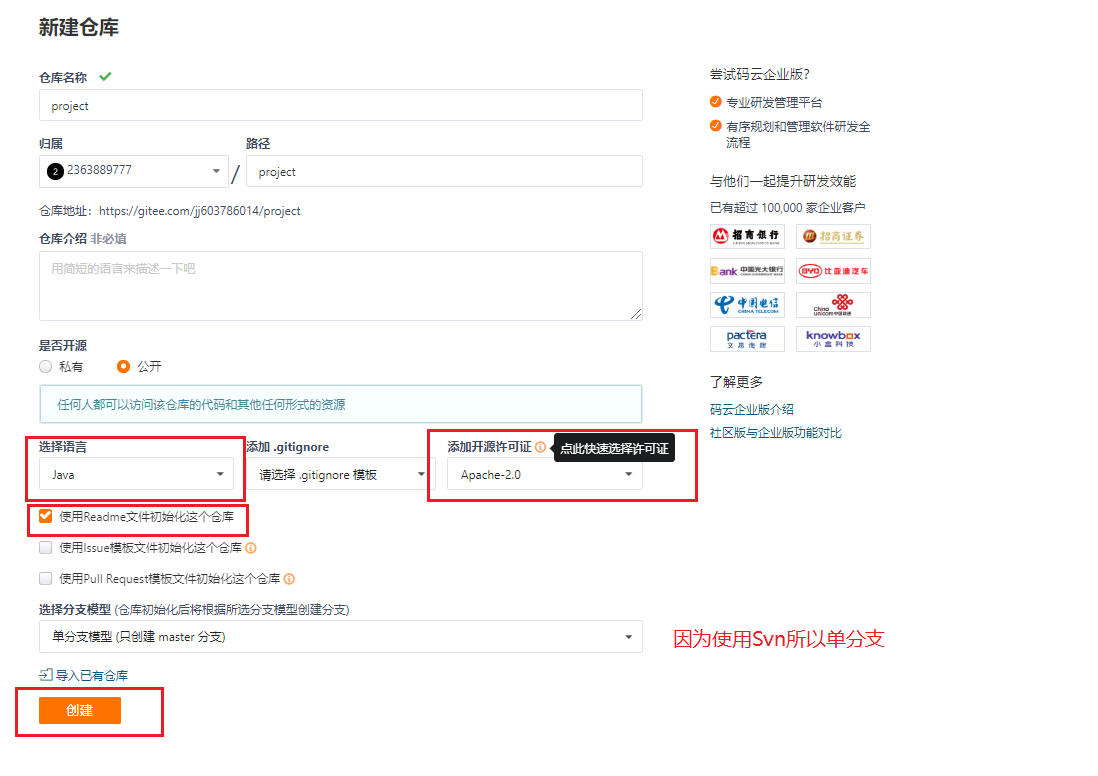 新建仓库
仓库名称
project
归属
路径
2 2363889777
/
project
仓库地址：https://gitee.com/jj603786014/project
仓库介绍 非必填
用简短的语言来描述一下吧
是否开源
私有
公开
任何人都可以访问该仓库的代码和其他任何形式的资源
选择语言
添加 .gitignore
添加开源许可证
点此快速选择许可证
Java
请选择 .gitignore 模板
Apache-2.0
使用Readme文件初始化这个仓库
使用Issue模板文件初始化这个仓库
使用Pull Request模板文件初始化这个仓库
选择分支模型 (仓库初始化后将根据所选分支模型创建分支)
单分支模型 (只创建 master 分支)
因为使用Svn所以单分支
导入已有仓库
创建
尝试码云企业版？
专业研发管理平台
有序规划和管理软件研发全
流程
与他们一起提升研发效能
已有超过 100,000 家企业客户
招商银行
CHINA MERCHANTS BANK
招商证券
Bank 中国光大银行
BYD 比亚迪汽车
中国电信
CHINA TELECOM
China
unicom中国联通
pactera
文思海辉
knowbox
小盒科技
了解更多
码云企业版介绍
社区版与企业版功能对比